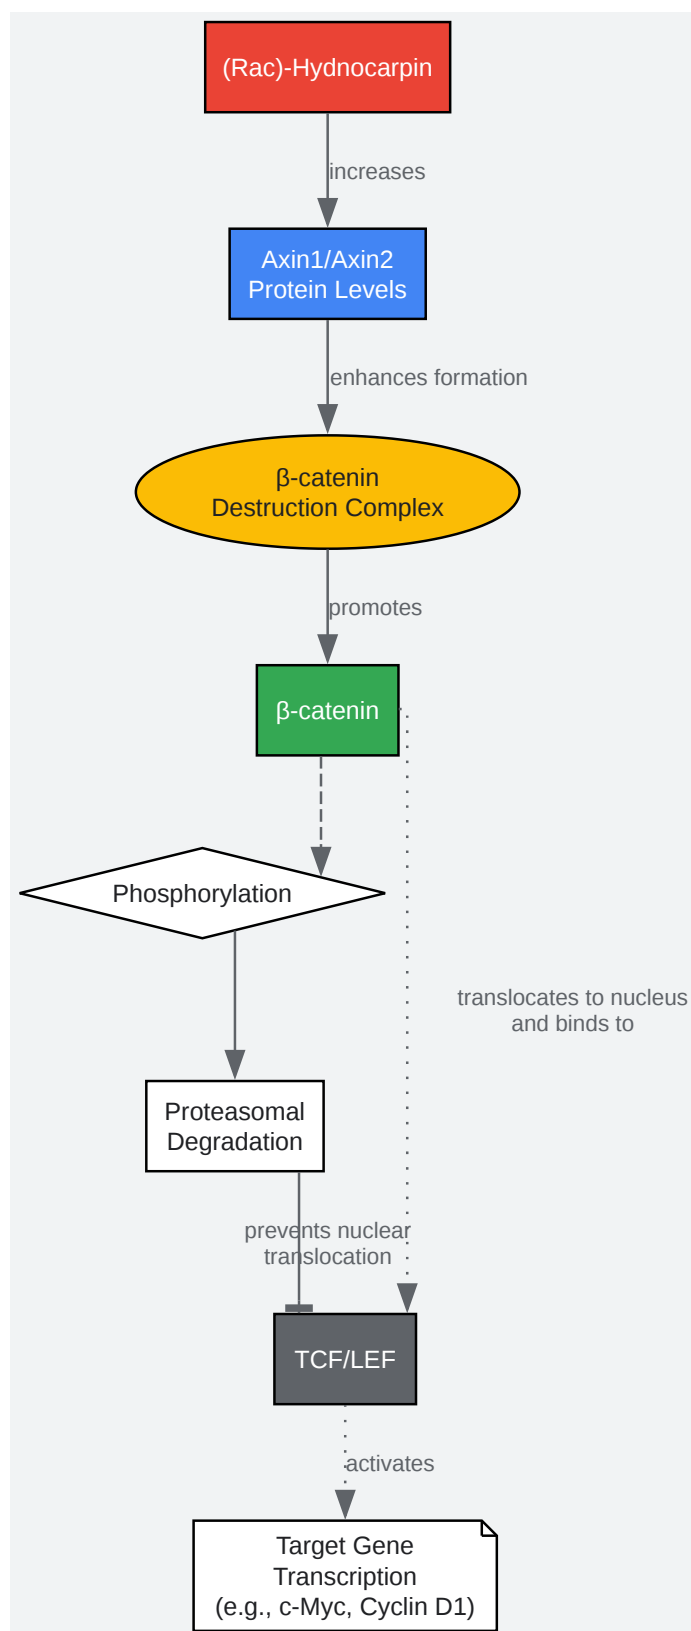 (Rac)-Hydnocarpin
increases
Axin1/Axin2
Protein Levels
enhances formation
β-catenin
Destruction Complex
promotes
β-catenin
Phosphorylation
translocates to nucleus
and binds to
Proteasomal
Degradation
prevents nuclear
translocation
TCF/LEF
activates
Target Gene
Transcription
(e.g., c-Myc, Cyclin D1)